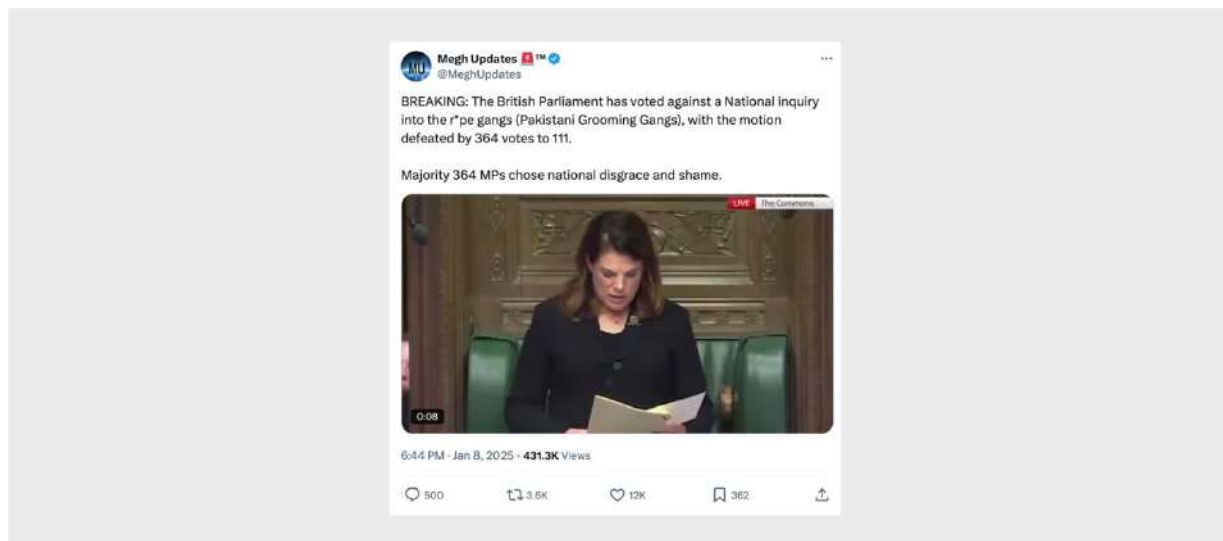 Megh Updates 🚨™
@MeghUpdates
BREAKING: The British Parliament has voted against a National inquiry
into the r*pe gangs (Pakistani Grooming Gangs), with the motion
defeated by 364 votes to 111.
Majority 364 MPs chose national disgrace and shame.
LIVE The Commons
0:08
6:44 PM · Jan 8, 2025 · 431.3K Views
500 3.6K 12K 362